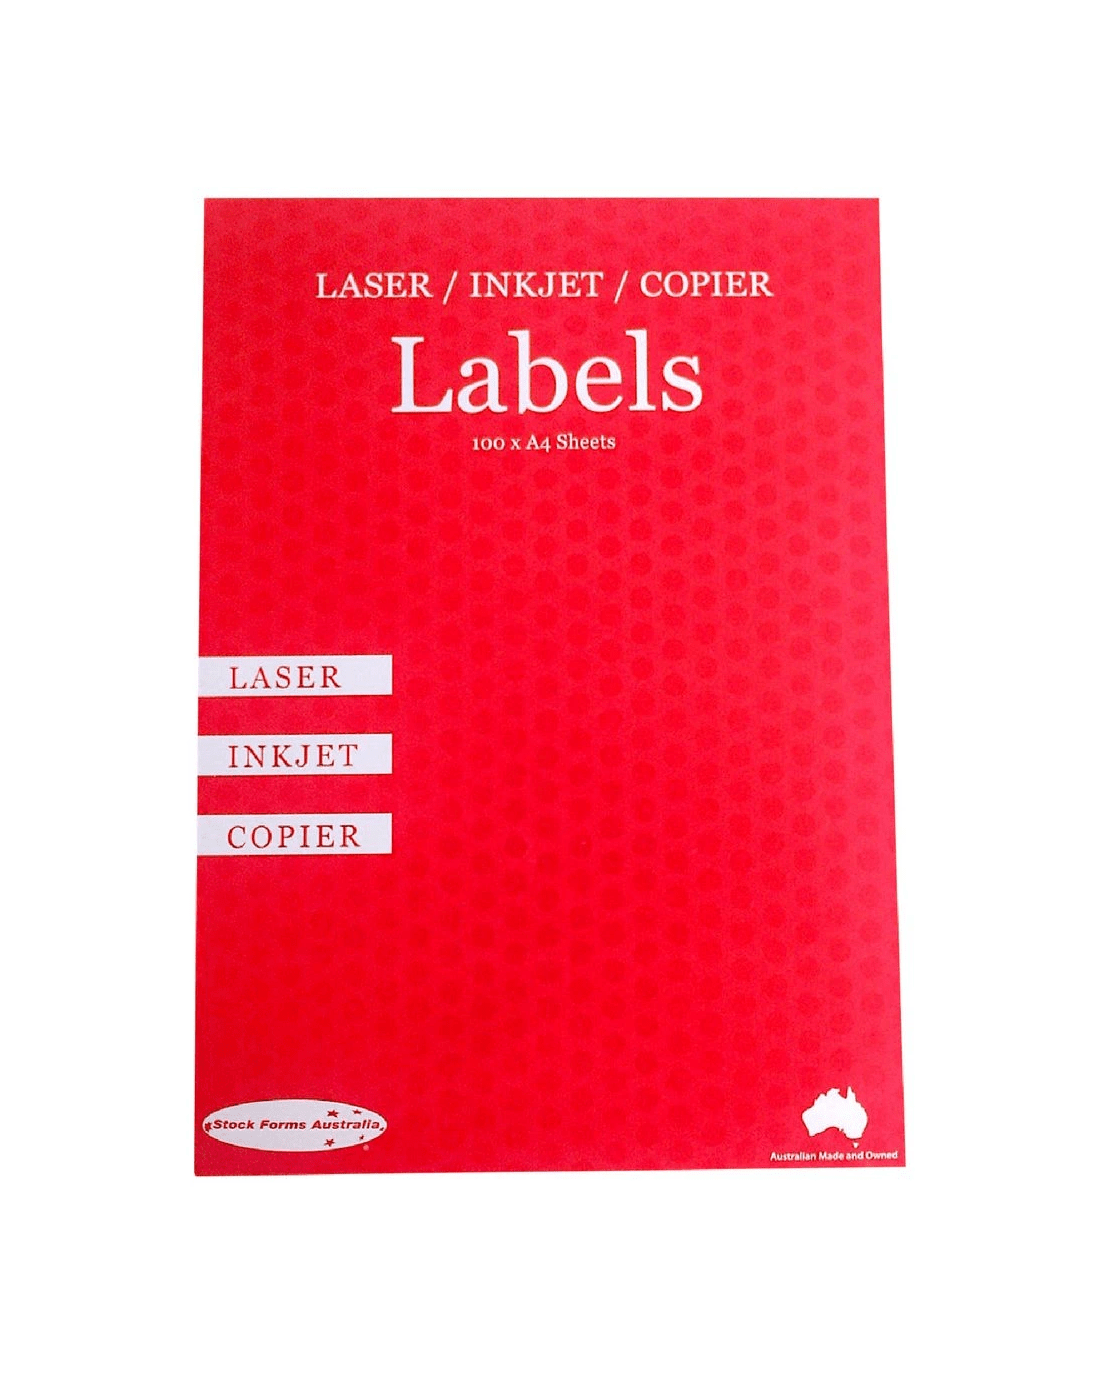 LASER / INKJET / COPIER
Labels
100 x A4 Sheets
LASER
INKJET
COPIER
Stock Forms Australia
Australian Made and Owned